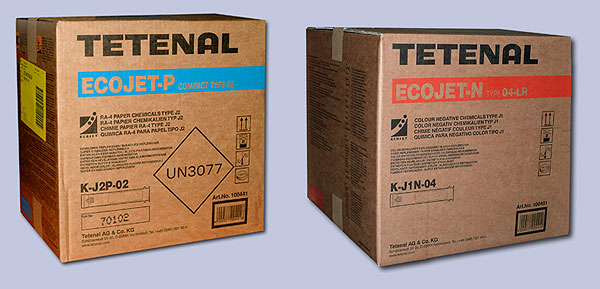 TETENAL
ECOJET-P COMPACT TYPE 02
RA-4 PAPER CHEMICALS TYPE J2
RA-4 PAPIER CHEMIKALIEN TYP J2
CHIMIE PAPIER RA-4 TYPE J2
QUIMICA RA-4 PARA PAPEL TIPO J2
ECOJET
UN3077
K-J2P-02
70102
Art.No. 100441
Tetenal AG & Co. KG
TETENAL
ECOJET-N TYPE 04-LR
COLOUR NEGATIVE CHEMICALS TYPE J1
COLOR NEGATIV CHEMIKALIEN TYP J1
CHIMIE NEGATIF COULEUR TYPE J1
QUIMICA PARA NEGATIVO COLOR TIPO J1
ECOJET
K-J1N-04
Tetenal AG & Co. KG